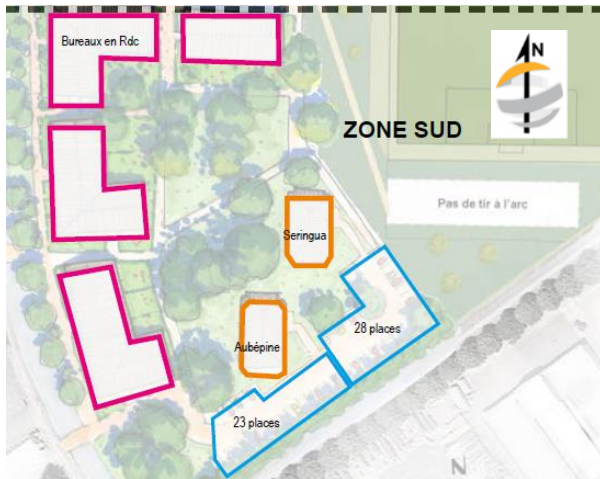 Bureaux en Rdc
N
ZONE SUD
Pas de tir à l'arc
Seringua
28 places
Aubépine
23 places
N